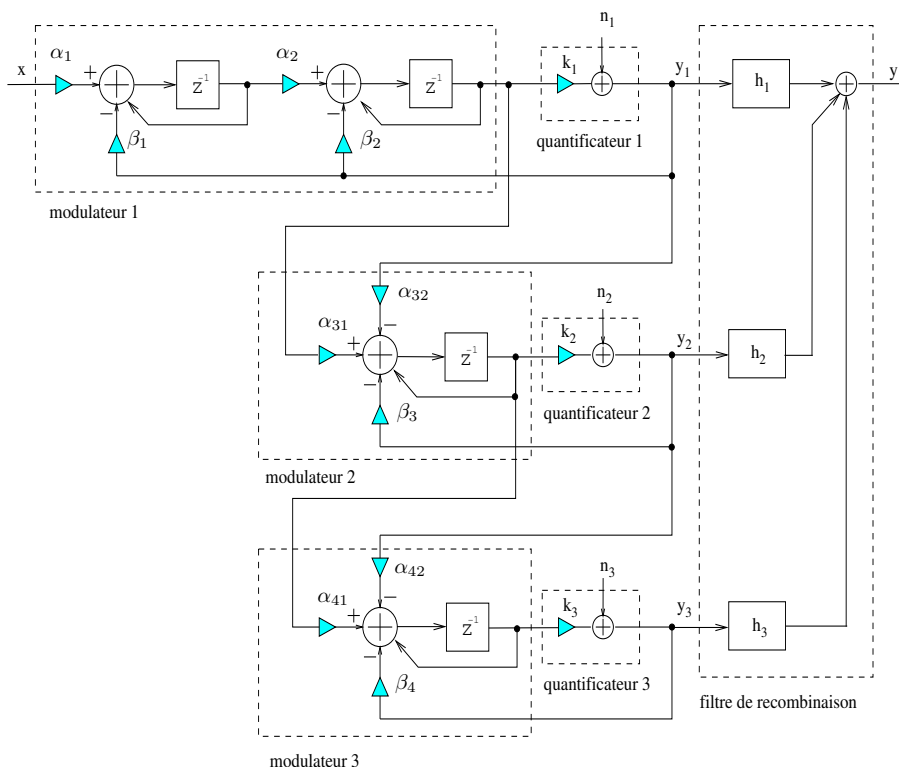 n₁
α₁
α₂
k₁
x
+
z⁻¹
+
z⁻¹
y₁
h₁
y
−
β₁
−
β₂
quantificateur 1
modulateur 1
α₃₂
n₂
α₃₁
−
+
z⁻¹
k₂
y₂
h₂
−
β₃
quantificateur 2
modulateur 2
α₄₂
n₃
α₄₁
−
+
z⁻¹
k₃
y₃
h₃
−
β₄
quantificateur 3
filtre de recombinaison
modulateur 3